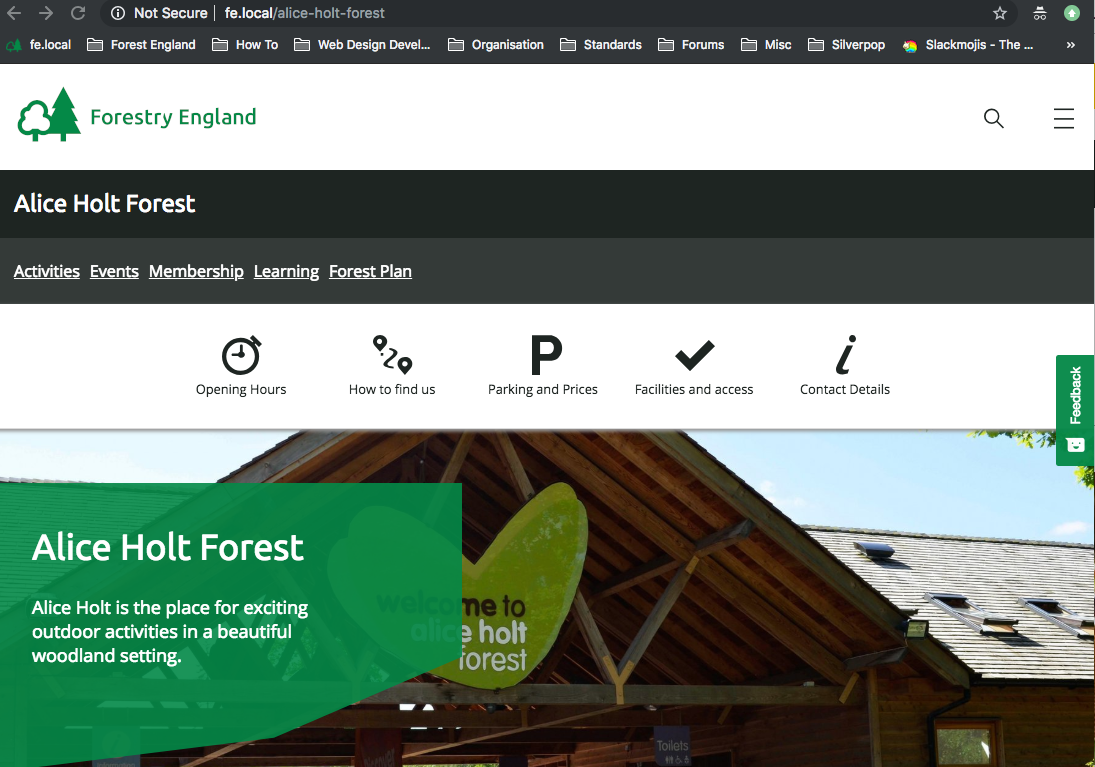 Not Secure | fe.local/alice-holt-forest
fe.local Forest England How To Web Design Devel... Organisation Standards Forums Misc Silverpop Slackmojis - The ... »
Forestry England
Alice Holt Forest
Activities Events Membership Learning Forest Plan
P
Opening Hours How to find us Parking and Prices Facilities and access Contact Details
Feedback
Alice Holt Forest
Alice Holt is the place for exciting
outdoor activities in a beautiful
woodland setting.
welcome to
alice holt
forest
Toilets
Information